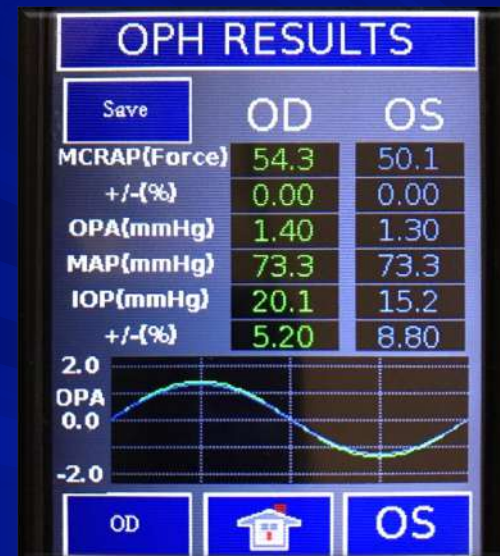 OPH RESULTS
Save OD OS
MCRAP(Force) 54.3 50.1
+/-(%) 0.00 0.00
OPA(mmHg) 1.40 1.30
MAP(mmHg) 73.3 73.3
IOP(mmHg) 20.1 15.2
+/-(%) 5.20 8.80
2.0
OPA
0.0
-2.0
OD OS